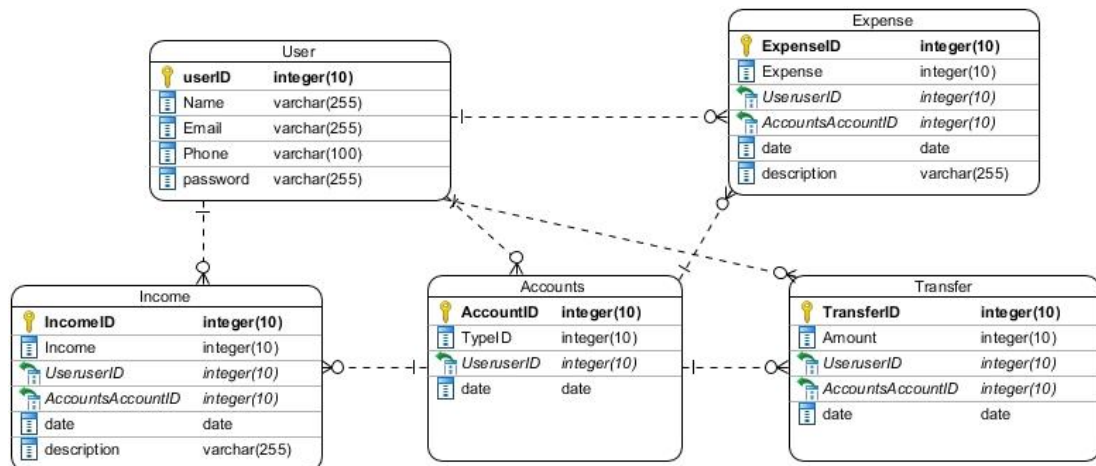 User
userID integer(10)
Name varchar(255)
Email varchar(255)
Phone varchar(100)
password varchar(255)
Expense
ExpenseID integer(10)
Expense integer(10)
UseruserID integer(10)
AccountsAccountID integer(10)
date date
description varchar(255)
Income
IncomeID integer(10)
Income integer(10)
UseruserID integer(10)
AccountsAccountID integer(10)
date date
description varchar(255)
Accounts
AccountID integer(10)
TypeID integer(10)
UseruserID integer(10)
date date
Transfer
TransferID integer(10)
Amount integer(10)
UseruserID integer(10)
AccountsAccountID integer(10)
date date